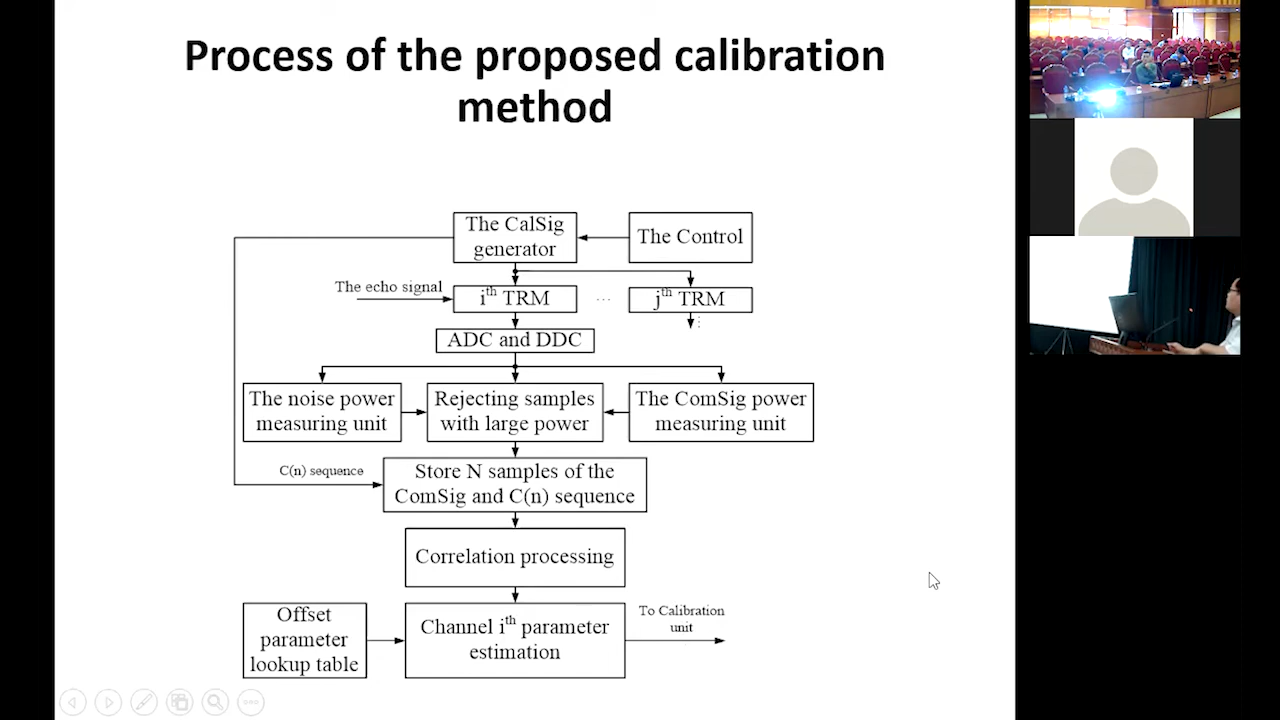 Process of the proposed calibration
method
The CalSig
generator
The Control
The echo signal
ith TRM
...
jth TRM
ADC and DDC
The noise power
measuring unit
Rejecting samples
with large power
The ComSig power
measuring unit
C(n) sequence
Store N samples of the
ComSig and C(n) sequence
Correlation processing
Offset
parameter
lookup table
Channel ith parameter
estimation
To Calibration
unit